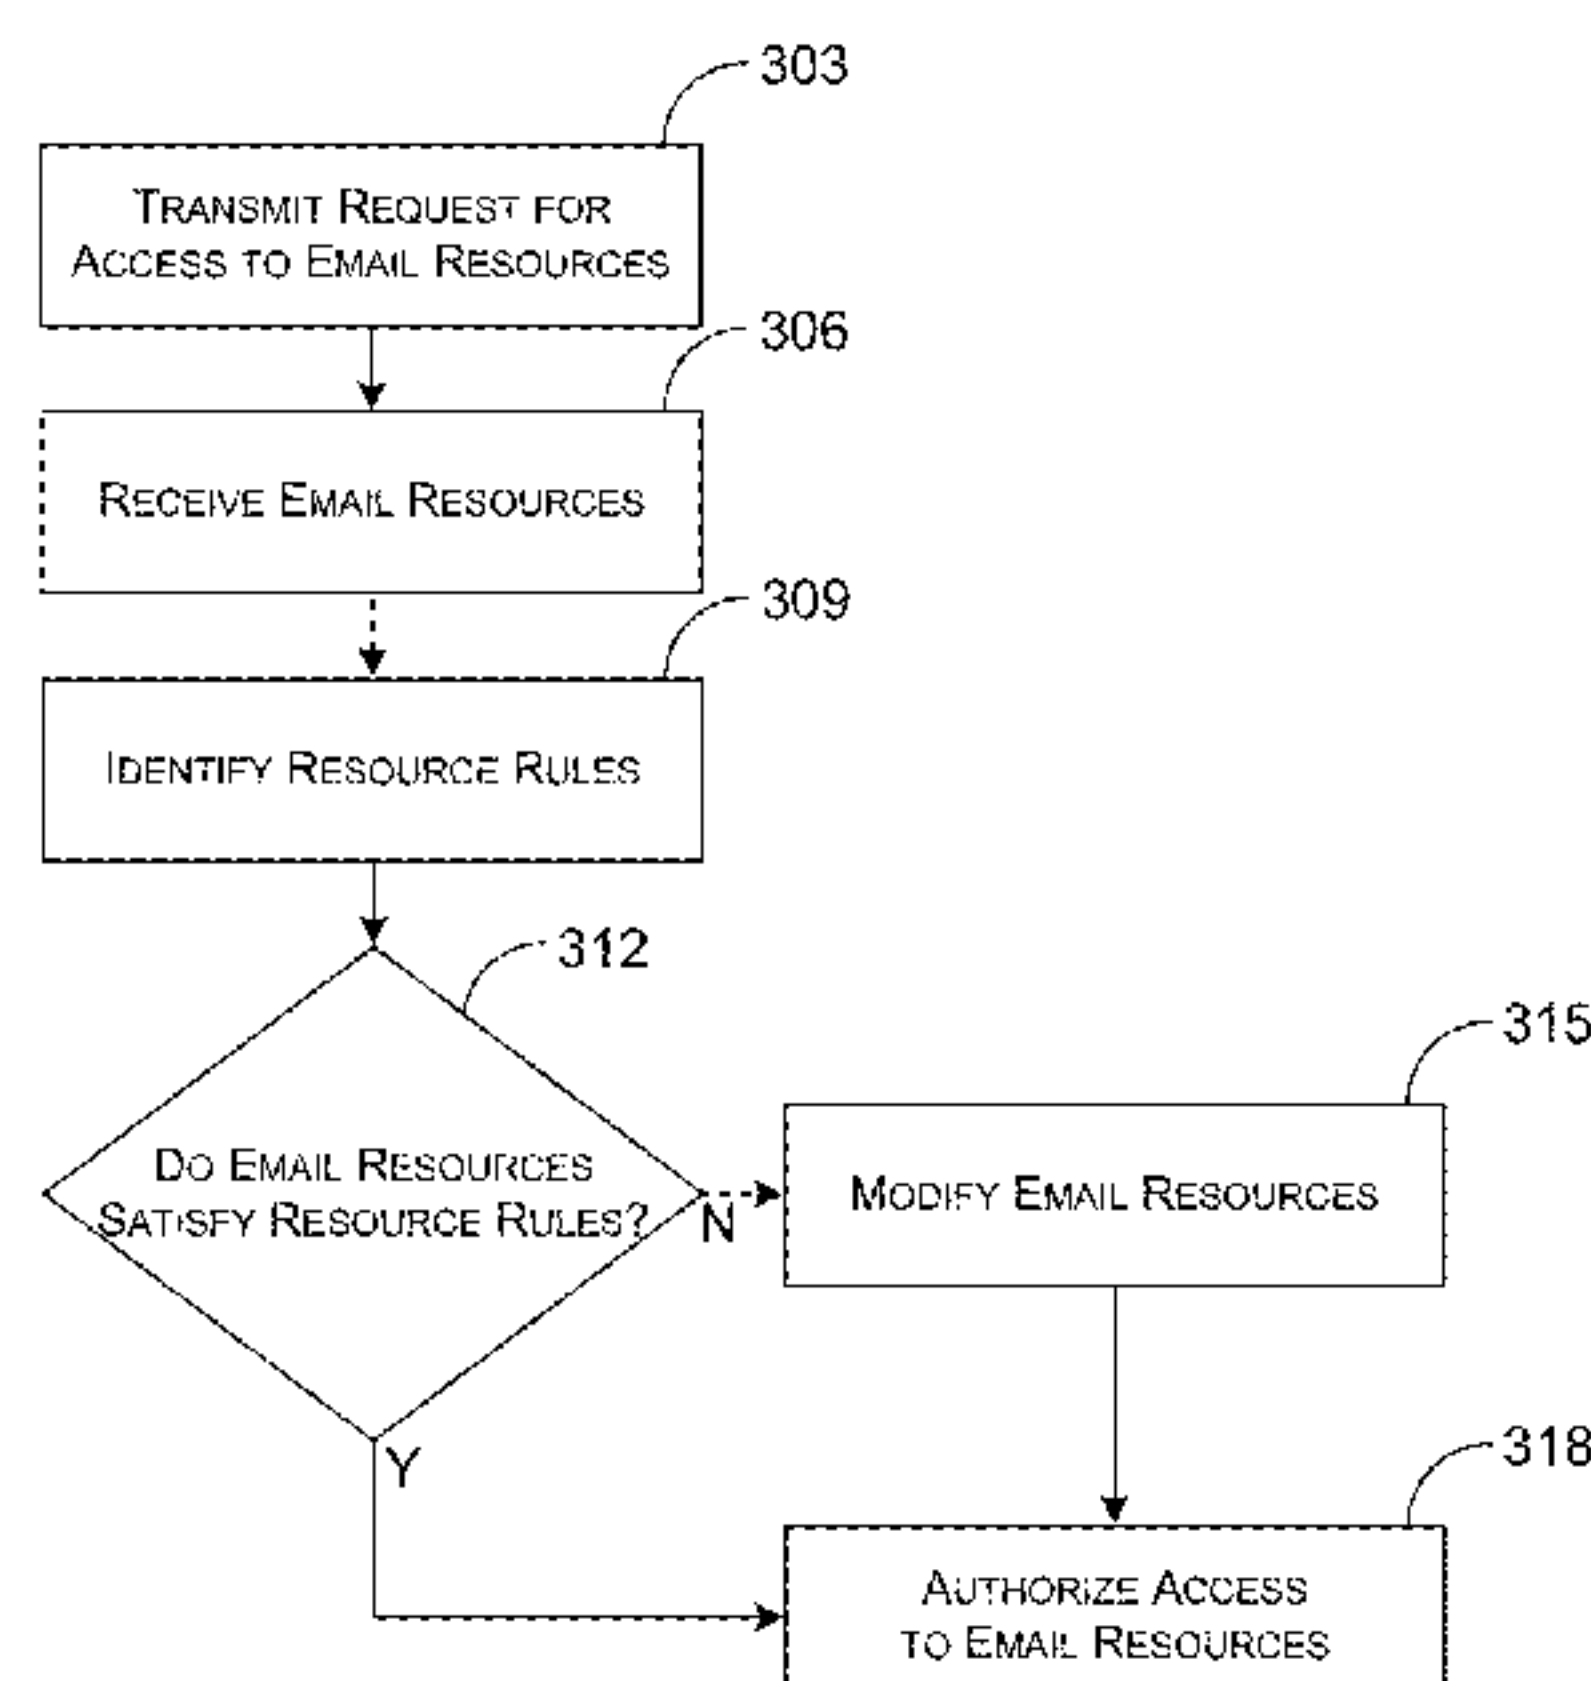 303
TRANSMIT REQUEST FOR
ACCESS TO EMAIL RESOURCES
306
RECEIVE EMAIL RESOURCES
309
IDENTIFY RESOURCE RULES
312
DO EMAIL RESOURCES
SATISFY RESOURCE RULES?
N
Y
315
MODIFY EMAIL RESOURCES
318
AUTHORIZE ACCESS
TO EMAIL RESOURCES